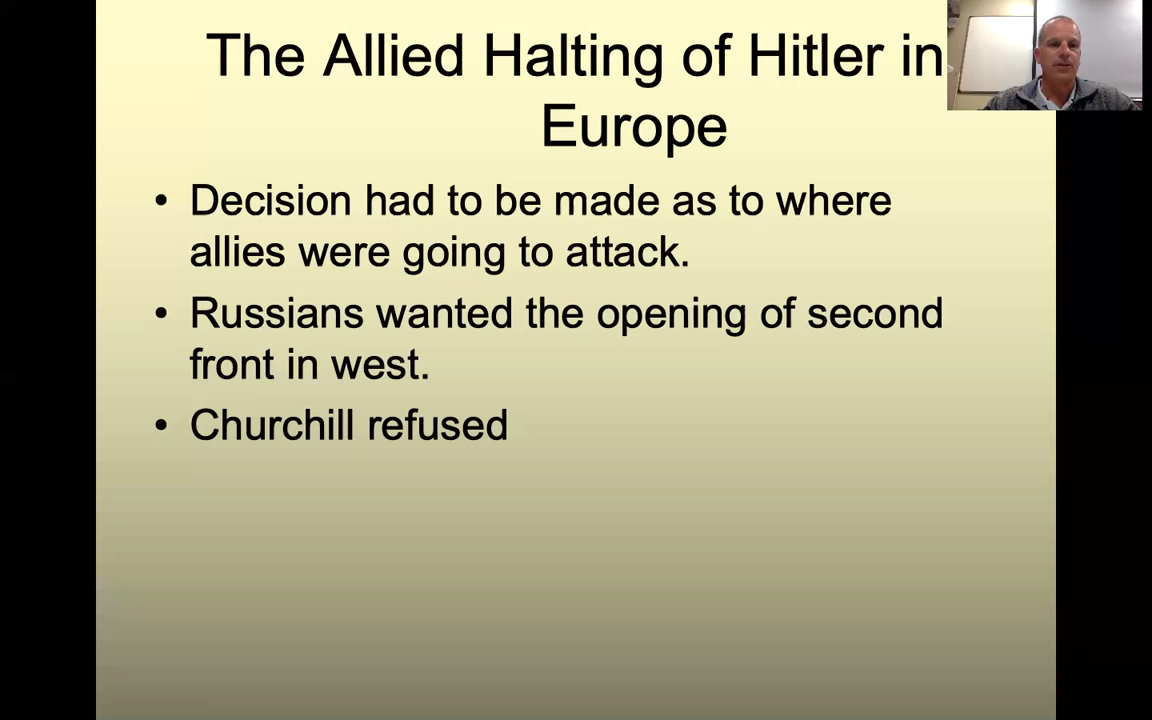 The Allied Halting of Hitler in
Europe
• Decision had to be made as to where
allies were going to attack.
• Russians wanted the opening of second
front in west.
• Churchill refused